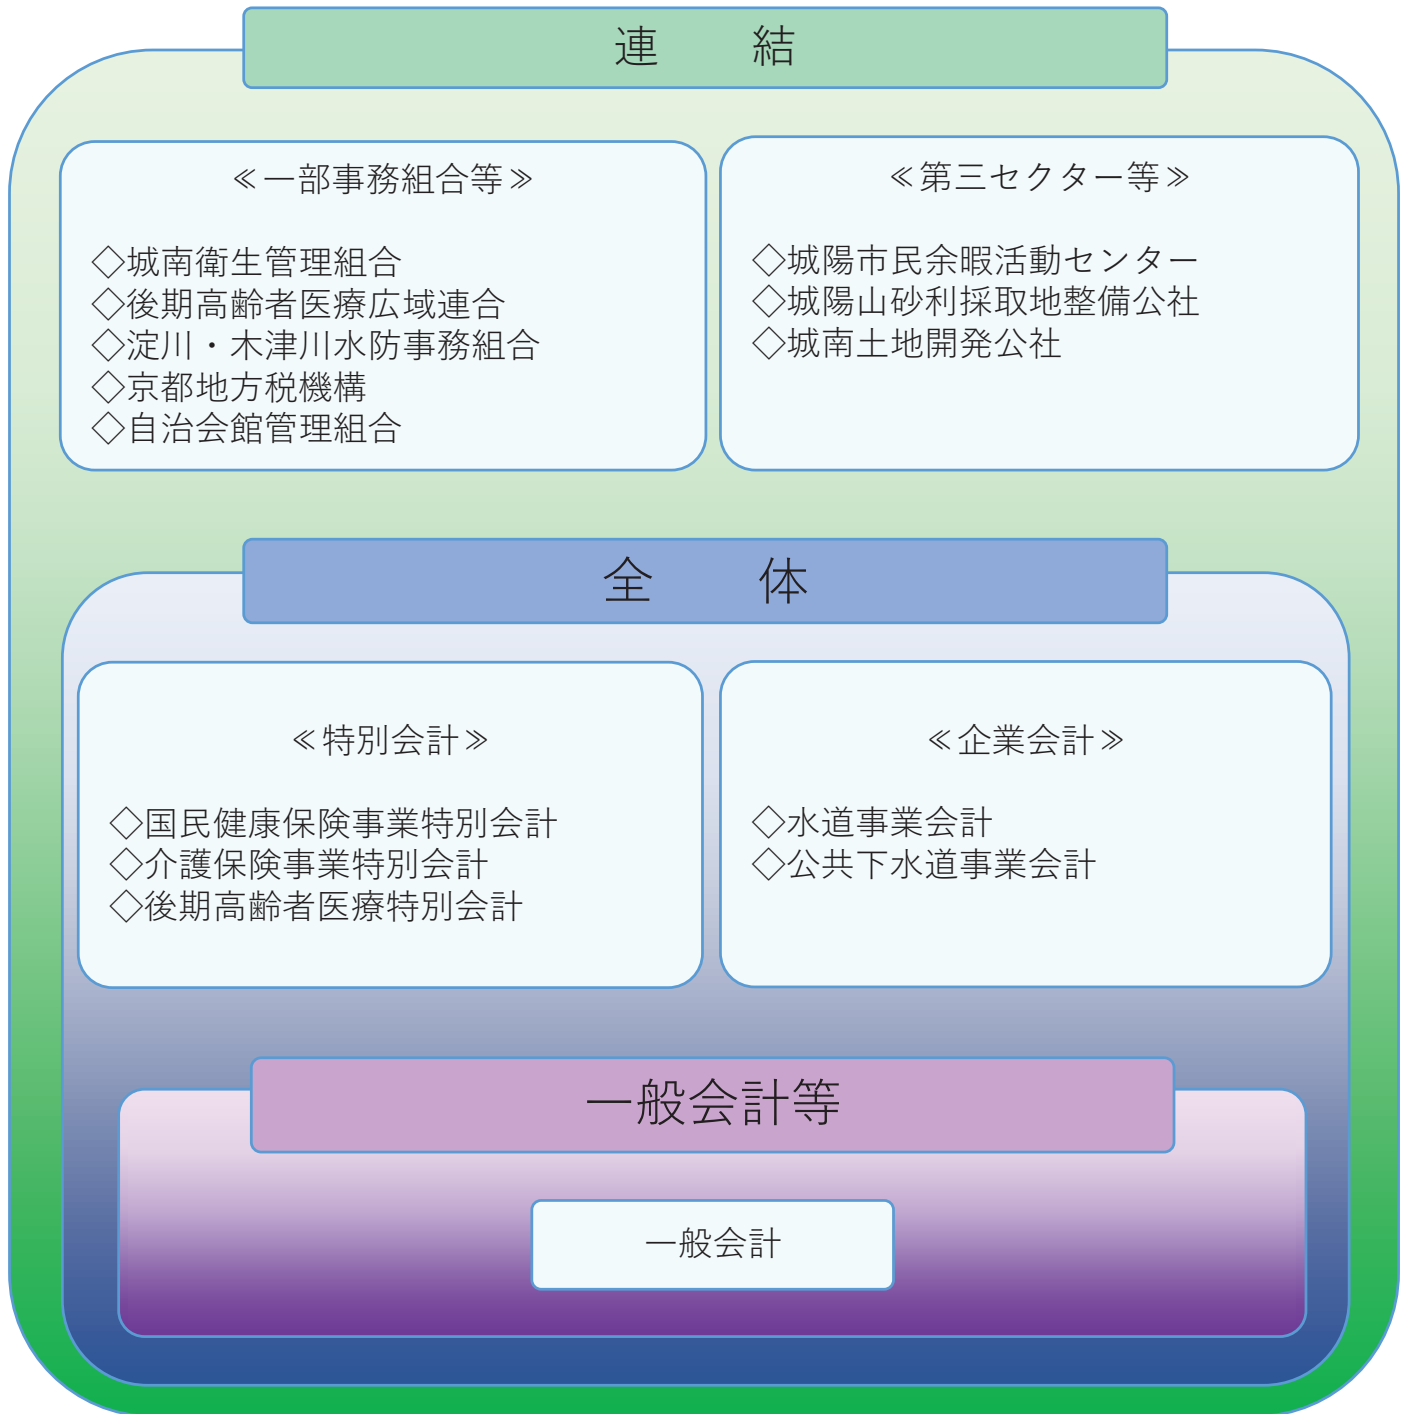 連　　結
≪一部事務組合等≫
◇城南衛生管理組合
◇後期高齢者医療広域連合
◇淀川・木津川水防事務組合
◇京都地方税機構
◇自治会館管理組合
≪第三セクター等≫
◇城陽市民余暇活動センター
◇城陽山砂利採取地整備公社
◇城南土地開発公社
全　　体
≪特別会計≫
◇国民健康保険事業特別会計
◇介護保険事業特別会計
◇後期高齢者医療特別会計
≪企業会計≫
◇水道事業会計
◇公共下水道事業会計
一般会計等
一般会計